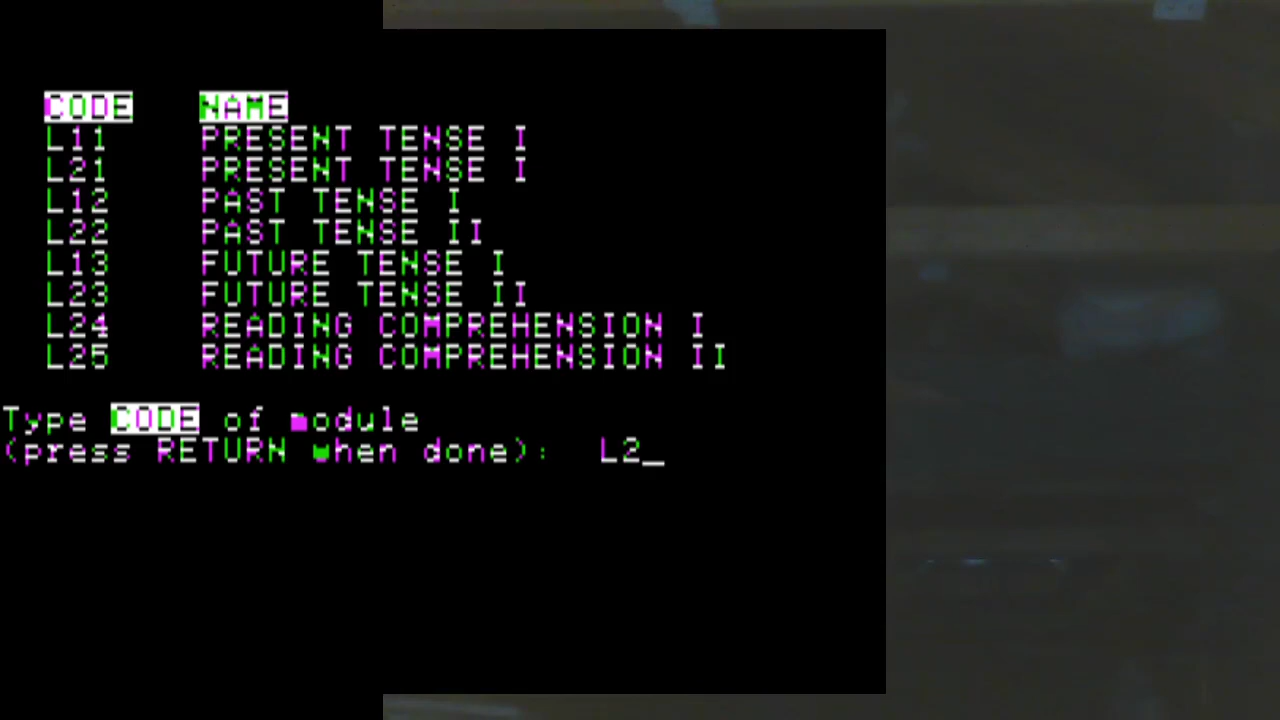 CODE NAME
L11 PRESENT TENSE I
L21 PRESENT TENSE I
L12 PAST TENSE I
L22 PAST TENSE II
L13 FUTURE TENSE I
L23 FUTURE TENSE II
L24 READING COMPREHENSION I
L25 READING COMPREHENSION II
Type CODE of module
(press RETURN when done): L2_